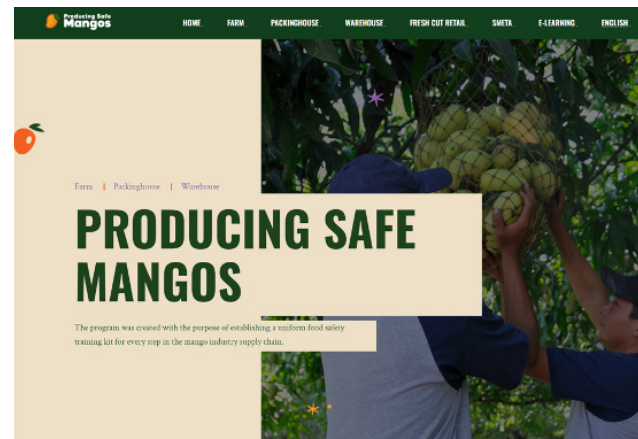 Producing Safe
Mangos
HOME
FARM
PACKINGHOUSE
WAREHOUSE
FRESH CUT RETAIL
SMETA
E-LEARNING
ENGLISH
Farm | Packinghouse | Warehouse
PRODUCING SAFE
MANGOS
The program was created with the purpose of establishing a uniform food safety
training kit for every step in the mango industry supply chain.